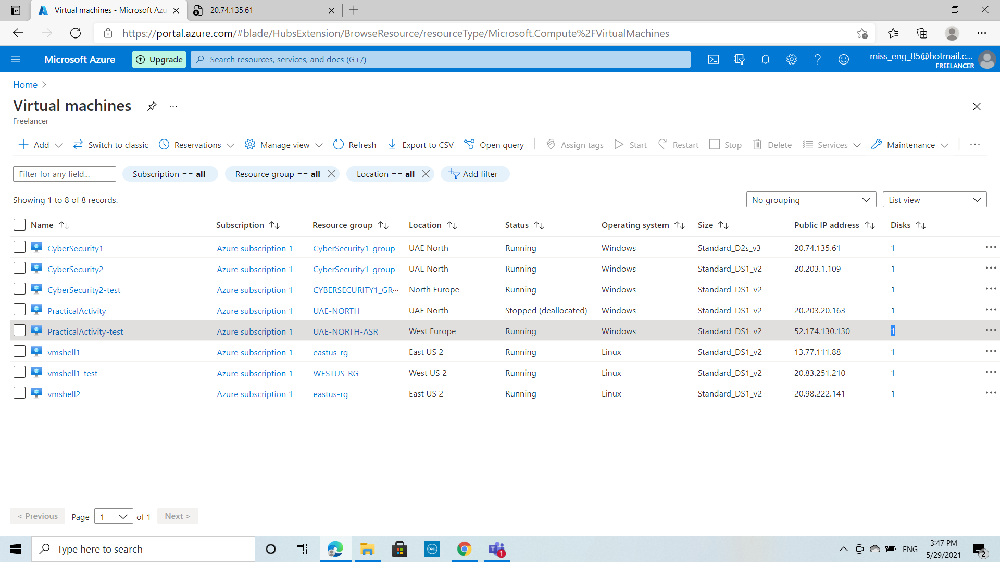 Virtual machines - Microsoft Azu
20.74.135.61
https://portal.azure.com/#blade/HubsExtension/BrowseResource/resourceType/Microsoft.Compute%2FVirtualMachines
Microsoft Azure
Upgrade
Search resources, services, and docs (G+/)
miss_eng_85@hotmail.c...
FREELANCER
Home
Virtual machines
Freelancer
Add Switch to classic Reservations Manage view Refresh Export to CSV Open query Assign tags Start Restart Stop Delete Services Maintenance
Filter for any field... Subscription == all Resource group == all Location == all Add filter
Showing 1 to 8 of 8 records.
No grouping List view
Name Subscription Resource group Location Status Operating system Size Public IP address Disks
CyberSecurity1 Azure subscription 1 CyberSecurity1_group UAE North Running Windows Standard_D2s_v3 20.74.135.61 1
CyberSecurity2 Azure subscription 1 CyberSecurity1_group UAE North Running Windows Standard_DS1_v2 20.203.1.109 1
CyberSecurity2-test Azure subscription 1 CYBERSECURITY1_GR... North Europe Running Windows Standard_DS1_v2 - 1
PracticalActivity Azure subscription 1 UAE-NORTH UAE North Stopped (deallocated) Windows Standard_DS1_v2 20.203.20.163 1
PracticalActivity-test Azure subscription 1 UAE-NORTH-ASR West Europe Running Windows Standard_DS1_v2 52.174.130.130 1
vmshell1 Azure subscription 1 eastus-rg East US 2 Running Linux Standard_DS1_v2 13.77.111.88 1
vmshell1-test Azure subscription 1 WESTUS-RG West US 2 Running Linux Standard_DS1_v2 20.83.251.210 1
vmshell2 Azure subscription 1 eastus-rg East US 2 Running Linux Standard_DS1_v2 20.98.222.141 1
< Previous Page 1 of 1 Next >
Type here to search
DELL
1
ENG
3:47 PM
5/29/2021
2